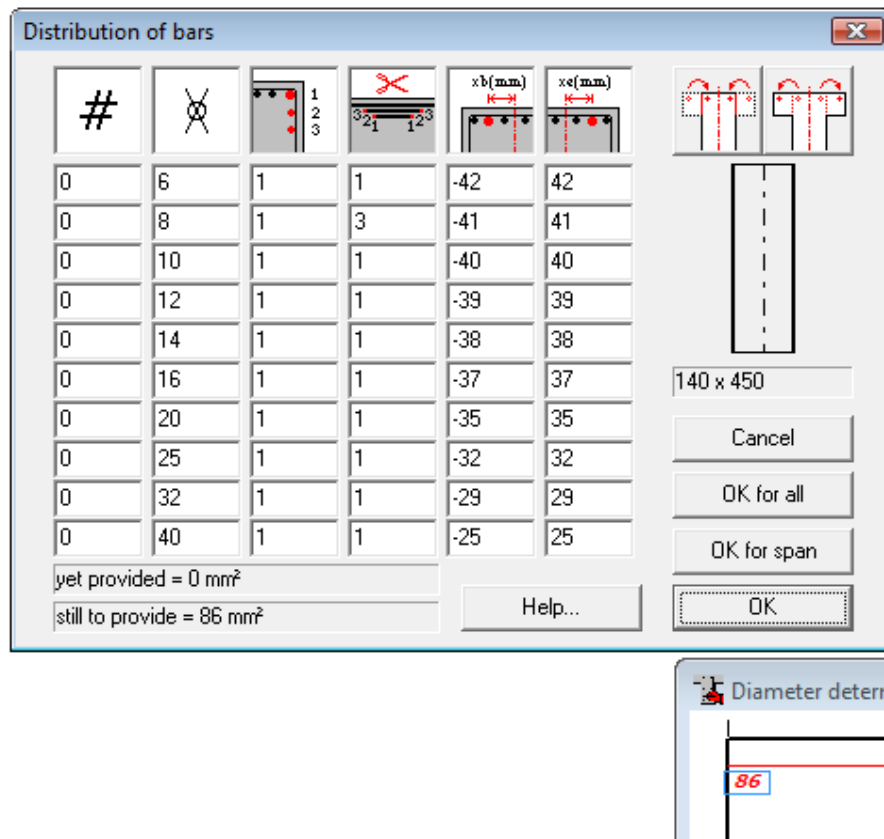 Distribution of bars
# 1 2 3 321 123 xb(mm) xe(mm)
0 6 1 1 -42 42
0 8 1 3 -41 41
0 10 1 1 -40 40
0 12 1 1 -39 39
0 14 1 1 -38 38
0 16 1 1 -37 37
140 x 450
0 20 1 1 -35 35
Cancel
0 25 1 1 -32 32
0 32 1 1 -29 29
OK for all
0 40 1 1 -25 25
OK for span
yet provided = 0 mm²
still to provide = 86 mm²
Help...
OK
Diameter deterr
86